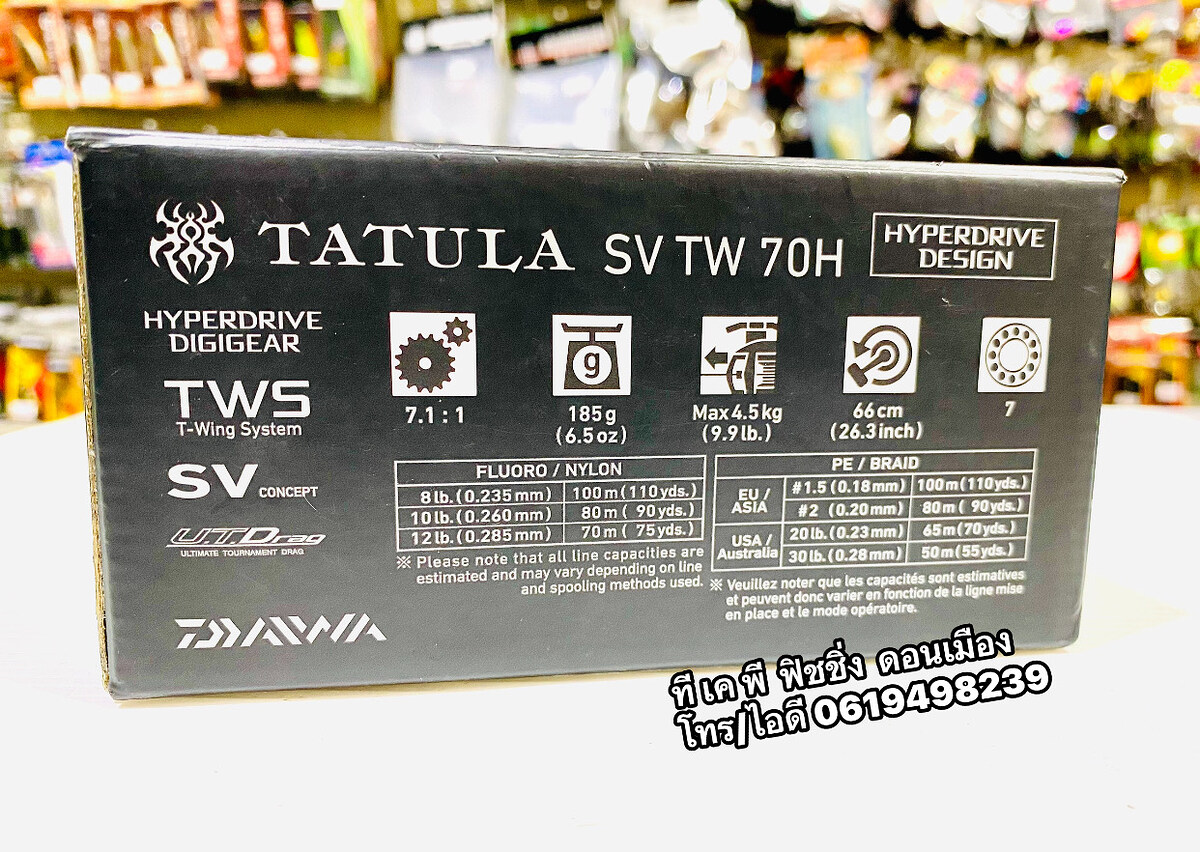 TATULA SV TW 70H
HYPERDRIVE
DESIGN
HYPERDRIVE
DIGIGEAR
TWS
T-Wing System
SV CONCEPT
U.T.Drag
ULTIMATE TOURNAMENT DRAG
DAIWA
7.1 : 1
g
185g
(6.5oz)
Max 4.5kg
(9.9lb.)
66cm
(26.3inch)
7
FLUORO / NYLON
8lb.(0.235mm) 100m(110yds.)
10lb.(0.260mm) 80m( 90yds.)
12lb.(0.285mm) 70m( 75yds.)
※ Please note that all line capacities are
estimated and may vary depending on line
and spooling methods used.
PE / BRAID
EU /
ASIA
#1.5 (0.18mm) 100m(110yds.)
#2 (0.20mm) 80m( 90yds.)
USA /
Australia
20lb.(0.23mm) 65m(70yds.)
30lb.(0.28mm) 50m(55yds.)
※ Veuillez noter que les capacités sont estimatives
et peuvent donc varier en fonction de la ligne mise
en place et le mode opératoire.
ที เค พี ฟิชชิ่ง ดอนเมือง
โทร/ไอดี 0619498239